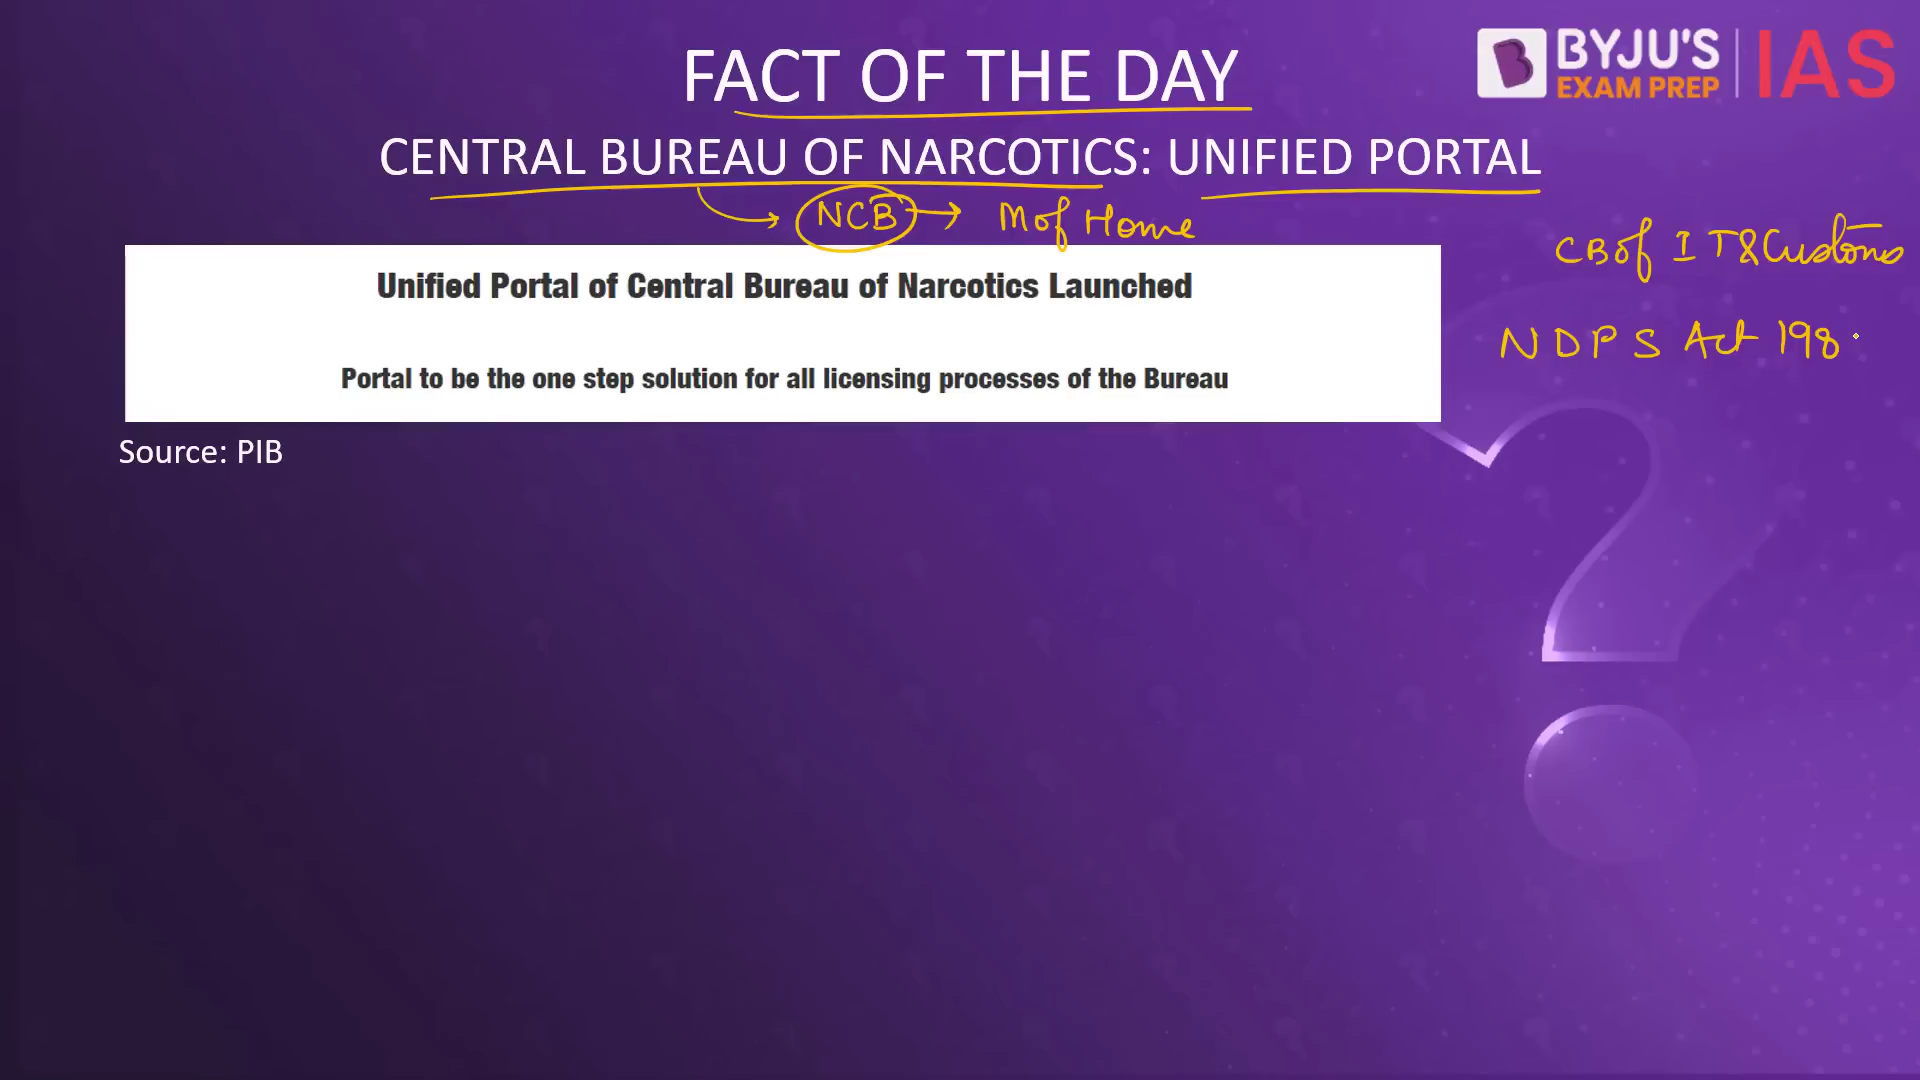 FACT OF THE DAY
BYJU'S
EXAM PREP
IAS
CENTRAL BUREAU OF NARCOTICS: UNIFIED PORTAL
NCB → M of Home
CB of I T & Customs
Unified Portal of Central Bureau of Narcotics Launched
NDPS Act 198
Portal to be the one step solution for all licensing processes of the Bureau
Source: PIB